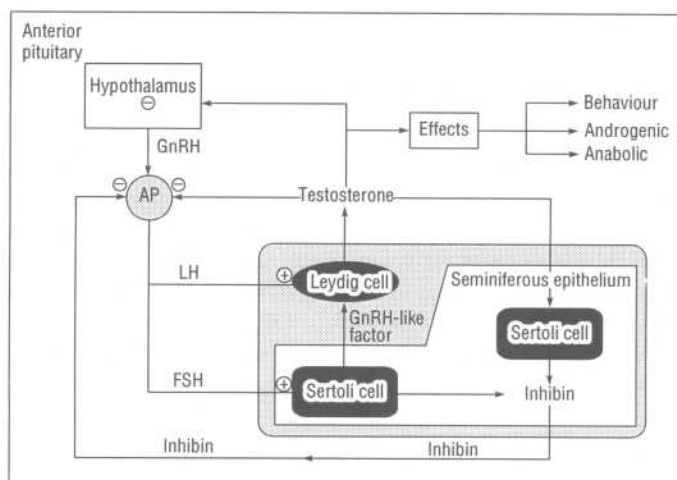 Anterior
pituitary
Hypothalamus
⊖
GnRH
Effects
Behaviour
Androgenic
Anabolic
⊖
⊖
AP
Testosterone
LH
⊕
Leydig cell
GnRH-like
factor
Seminiferous epithelium
Sertoli cell
FSH
⊕
Sertoli cell
Inhibin
Inhibin
Inhibin